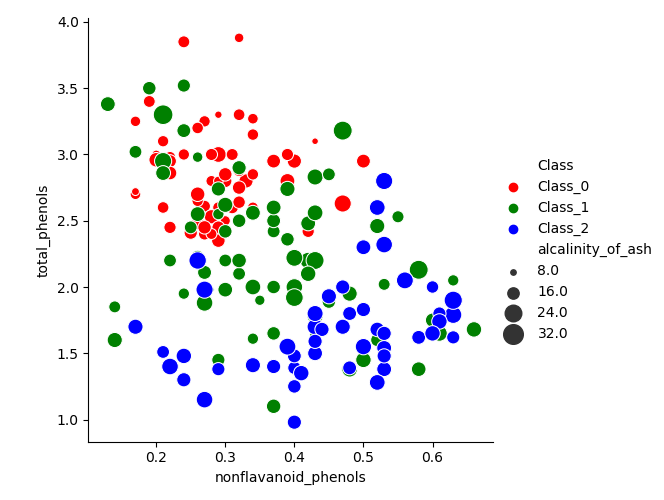 4.0
3.5
3.0
2.5
2.0
1.5
1.0
total_phenols
0.2
0.3
0.4
0.5
0.6
nonflavanoid_phenols
Class
Class_0
Class_1
Class_2
alcalinity_of_ash
8.0
16.0
24.0
32.0